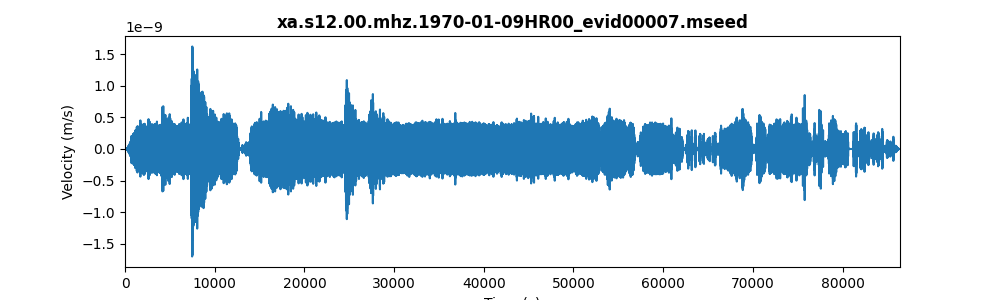 xa.s12.00.mhz.1970-01-09HR00_evid00007.mseed
1e−9
1.5
1.0
0.5
0.0
−0.5
−1.0
−1.5
Velocity (m/s)
0 10000 20000 30000 40000 50000 60000 70000 80000
Time (s)